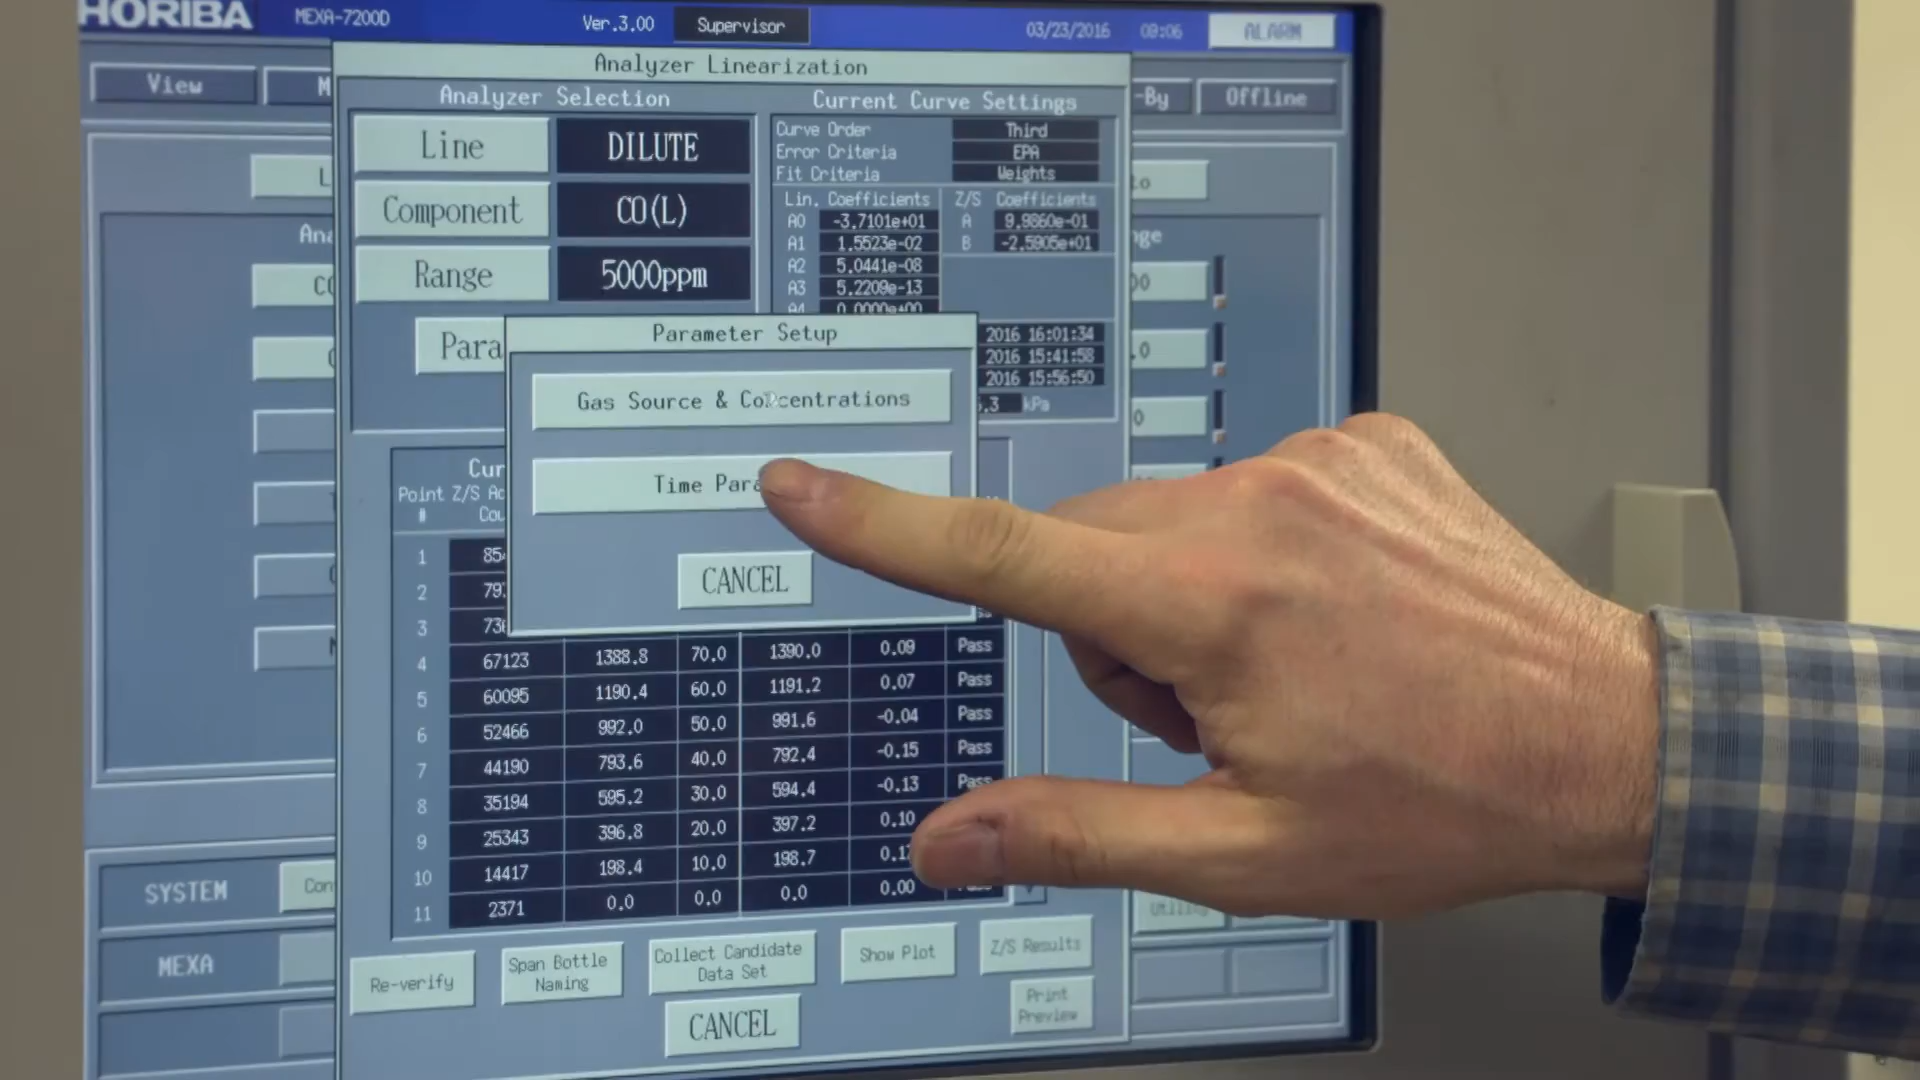 HORIBA MEXA-7200D Ver.3.00 Supervisor 03/23/2016 08:06 ALARM
Analyzer Linearization
View -By Offline
Analyzer Selection Current Curve Settings
Line DILUTE
Component CO(L)
Range 5000ppm
Curve Order Third
Error Criteria EPA
Fit Criteria Weights
Lin. Coefficients Z/S Coefficients
A0 -3.7101e+01 A 9.9860e-01
A1 1.5523e-02 B -2.5905e+01
A2 5.0441e-08
A3 5.2209e-13
A4 0.0000e+00
Para
2016 16:01:34
2016 15:41:58
2016 15:56:50
kPa
Parameter Setup
Gas Source & Concentrations
Time Para
CANCEL
Cur
Point Z/S Ad
# Cou
1 85
2 79
3 736
4 67123 1388.8 70.0 1390.0 0.09 Pass
5 60095 1190.4 60.0 1191.2 0.07 Pass
6 52466 992.0 50.0 991.6 -0.04 Pass
7 44190 793.6 40.0 792.4 -0.15 Pass
8 35194 595.2 30.0 594.4 -0.13 Pass
9 25343 396.8 20.0 397.2 0.10
10 14417 198.4 10.0 198.7 0.1
11 2371 0.0 0.0 0.0 0.00
SYSTEM Con
MEXA
Utility
Re-verify
Span Bottle
Naming
Collect Candidate
Data Set
Show Plot
Z/S Results
Print
Preview
CANCEL